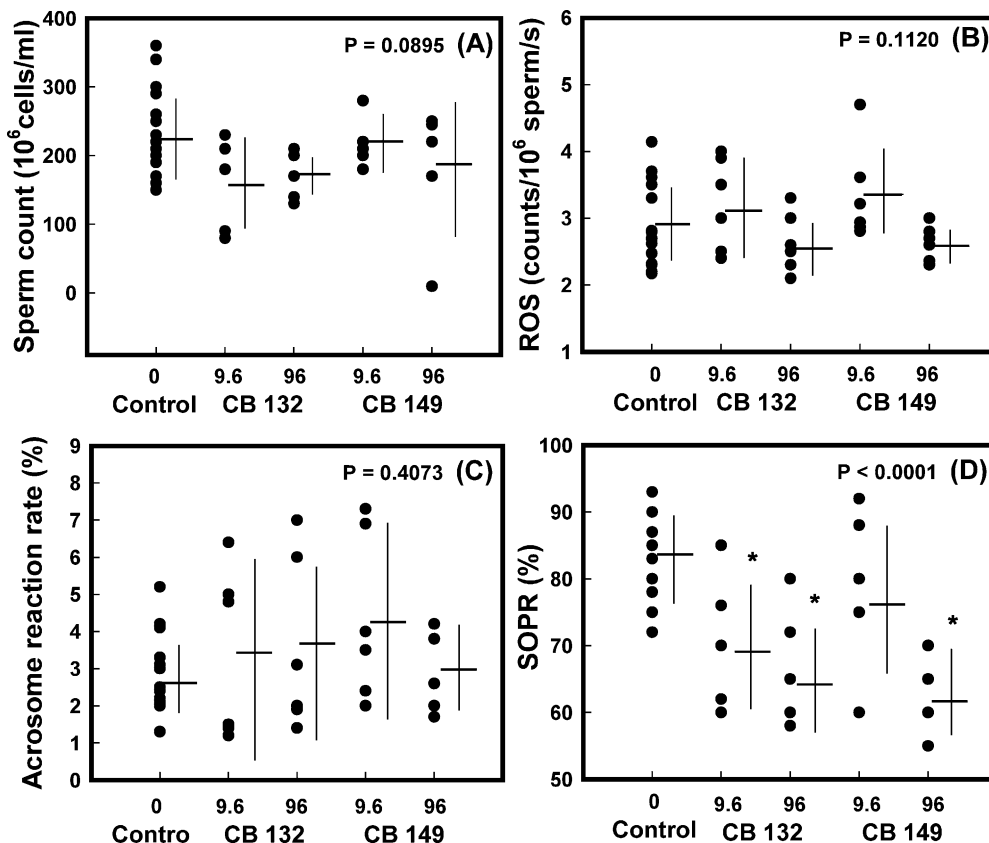 Sperm count (10⁶cells/ml)
400
300
200
100
0
P = 0.0895 (A)
0 9.6 96 9.6 96
Control CB 132 CB 149
ROS (counts/10⁶ sperm/s)
6
5
4
3
2
1
P = 0.1120 (B)
0 9.6 96 9.6 96
Control CB 132 CB 149
Acrosome reaction rate (%)
9
8
7
6
5
4
3
2
1
0
P = 0.4073 (C)
0 9.6 96 9.6 96
Contro CB 132 CB 149
SOPR (%)
100
90
80
70
60
50
P < 0.0001 (D)
* * *
0 9.6 96 9.6 96
Control CB 132 CB 149